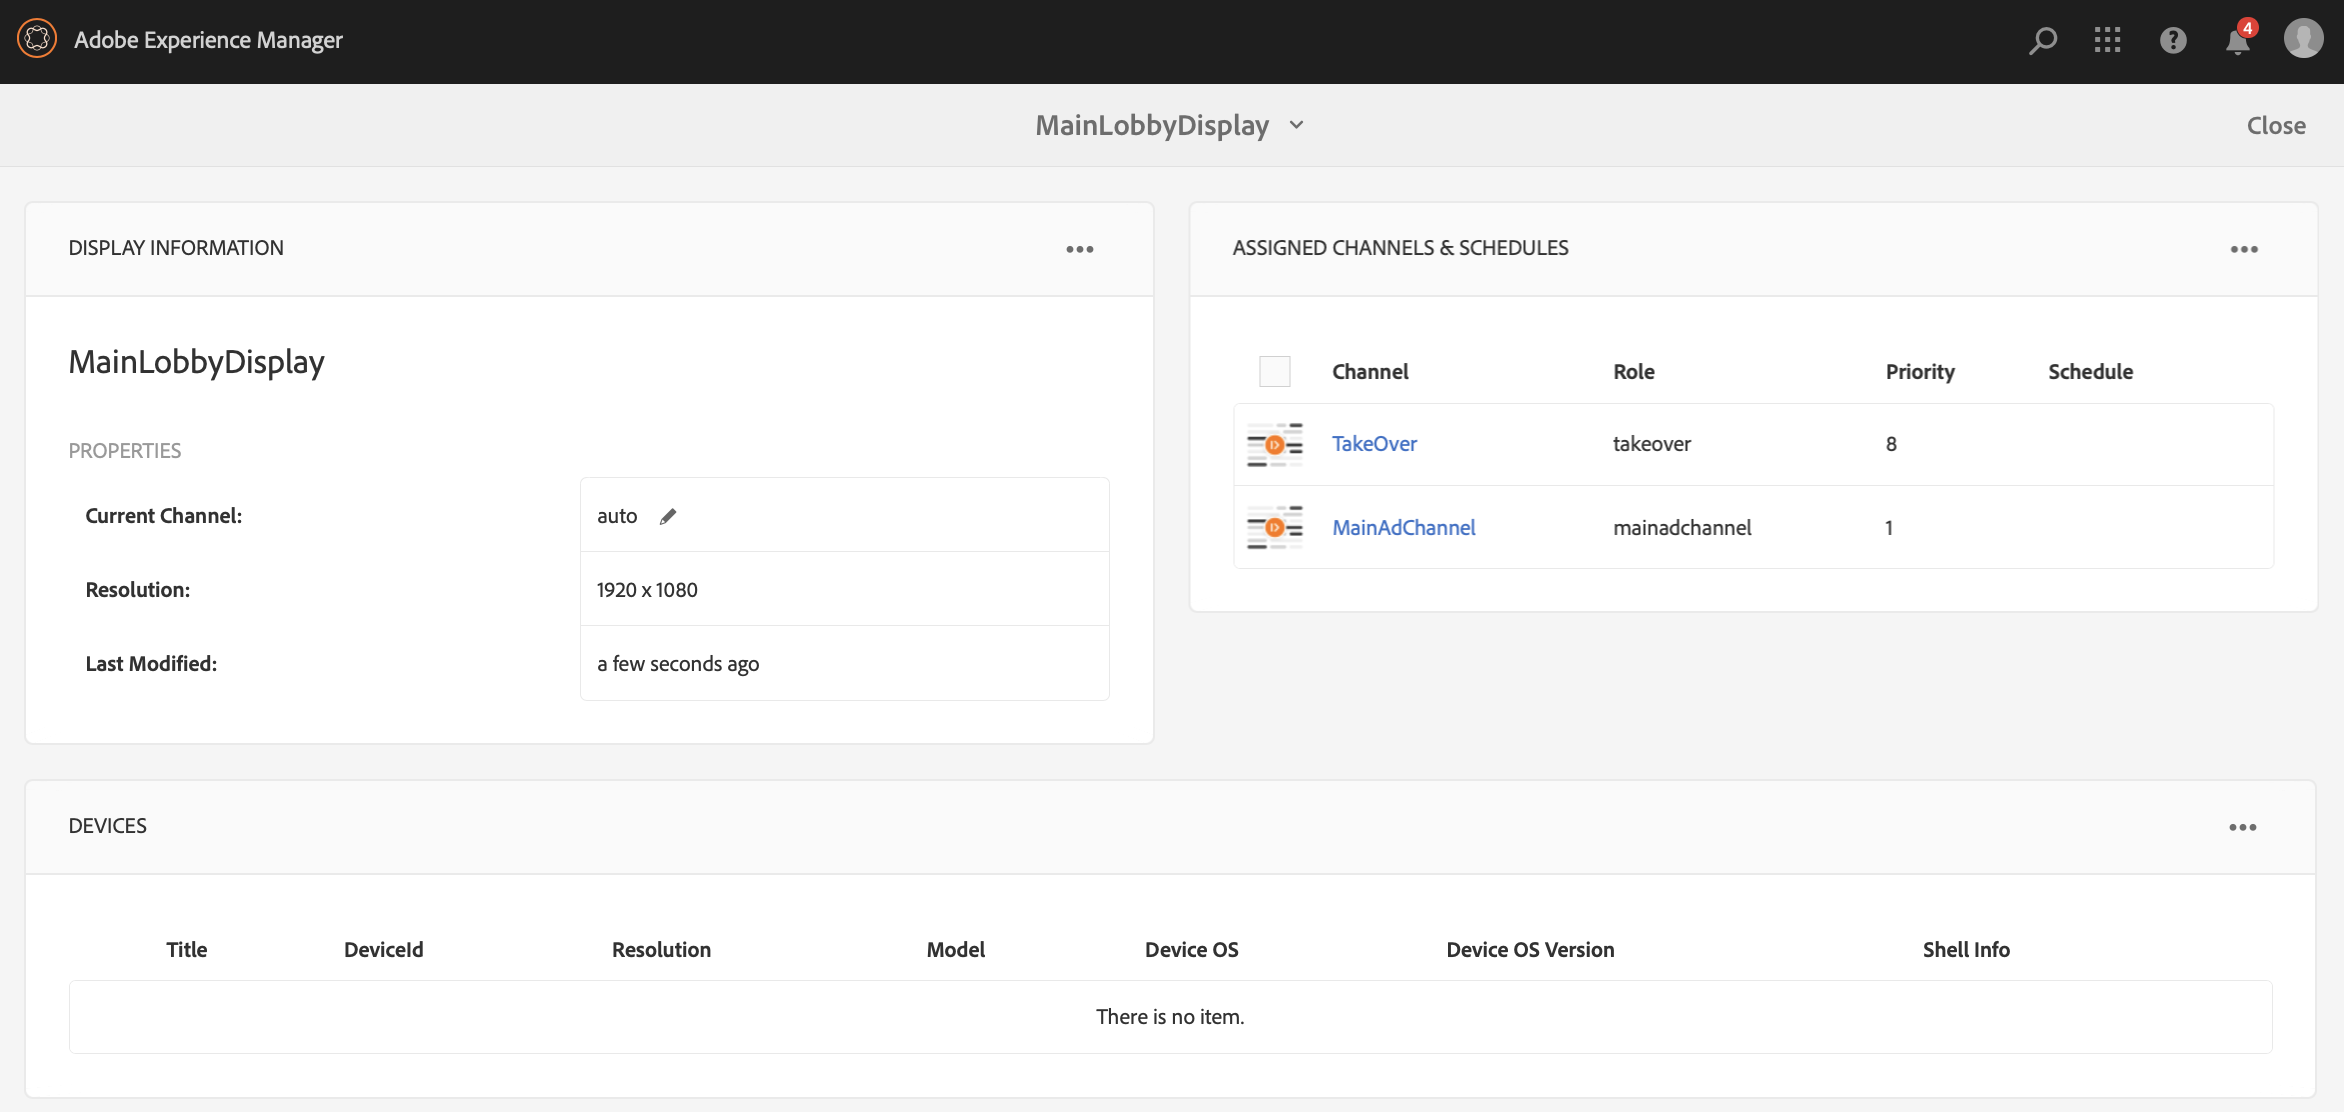 Adobe Experience Manager
4
MainLobbyDisplay
Close
DISPLAY INFORMATION
MainLobbyDisplay
PROPERTIES
Current Channel: auto
Resolution: 1920 x 1080
Last Modified: a few seconds ago
ASSIGNED CHANNELS & SCHEDULES
Channel Role Priority Schedule
TakeOver takeover 8
MainAdChannel mainadchannel 1
DEVICES
Title DeviceId Resolution Model Device OS Device OS Version Shell Info
There is no item.